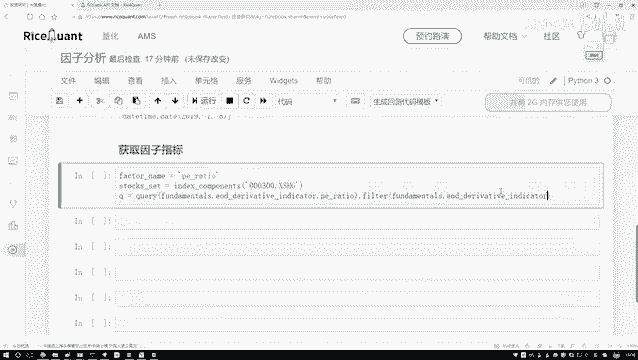 RiceQuant
量化
AMS
预约路演
帮助文档
社区
因子分析 最后检查 17 分钟前 (未保存改变)
文件 编辑 查看 插入 单元格 服务 Widgets 帮助
可信的
Python 3
运行
代码
生成回测代码模板
共有 2G 内存供您使用
获取因子指标
In [ ]: factor_name = 'pe_ratio'
stocks_set = index_components('000300.XSHG')
q = query(fundamentals.eod_derivative_indicator.pe_ratio).filter(fundamentals.eod_derivative_indicator
In [ ]:
In [ ]:
In [ ]:
In [ ]:
In [ ]: